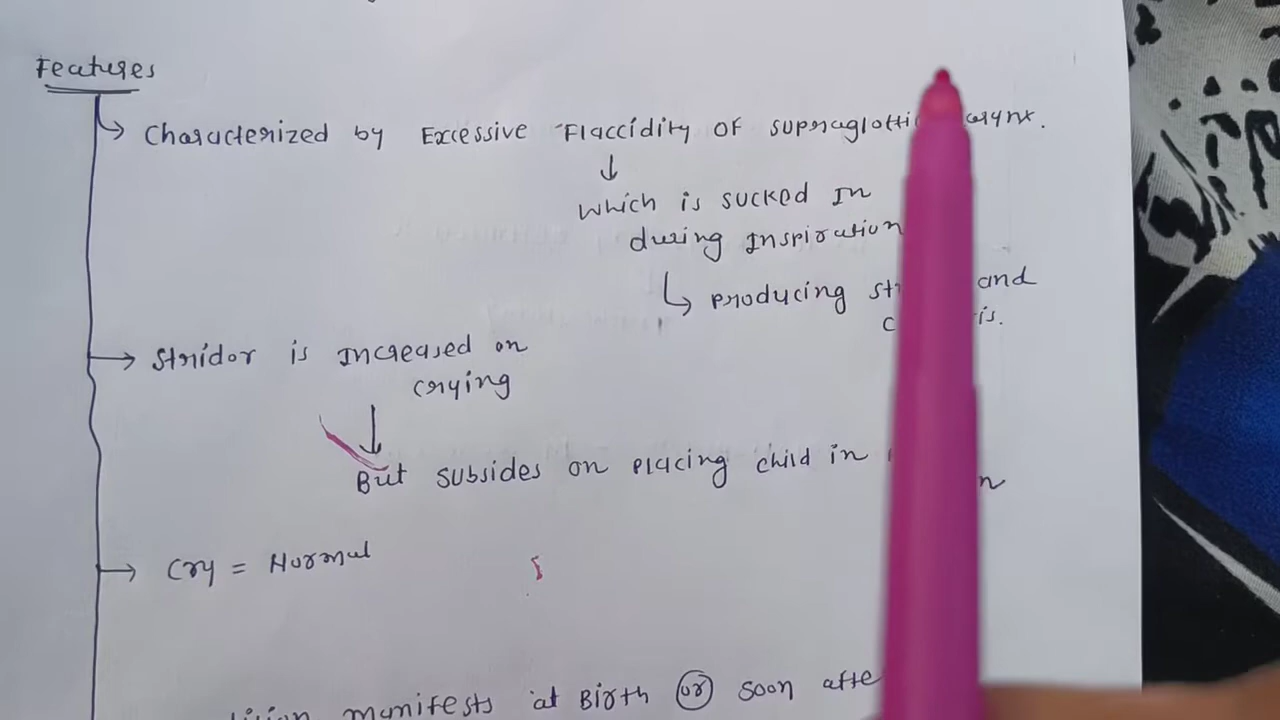 Features
Characterized by Excessive Flaccidity of supraglotti
which is sucked in
during Inspiration
producing and
Stridor is increased on
crying
But subsides on placing child in
Cry = Normal
manifests at Birth or soon